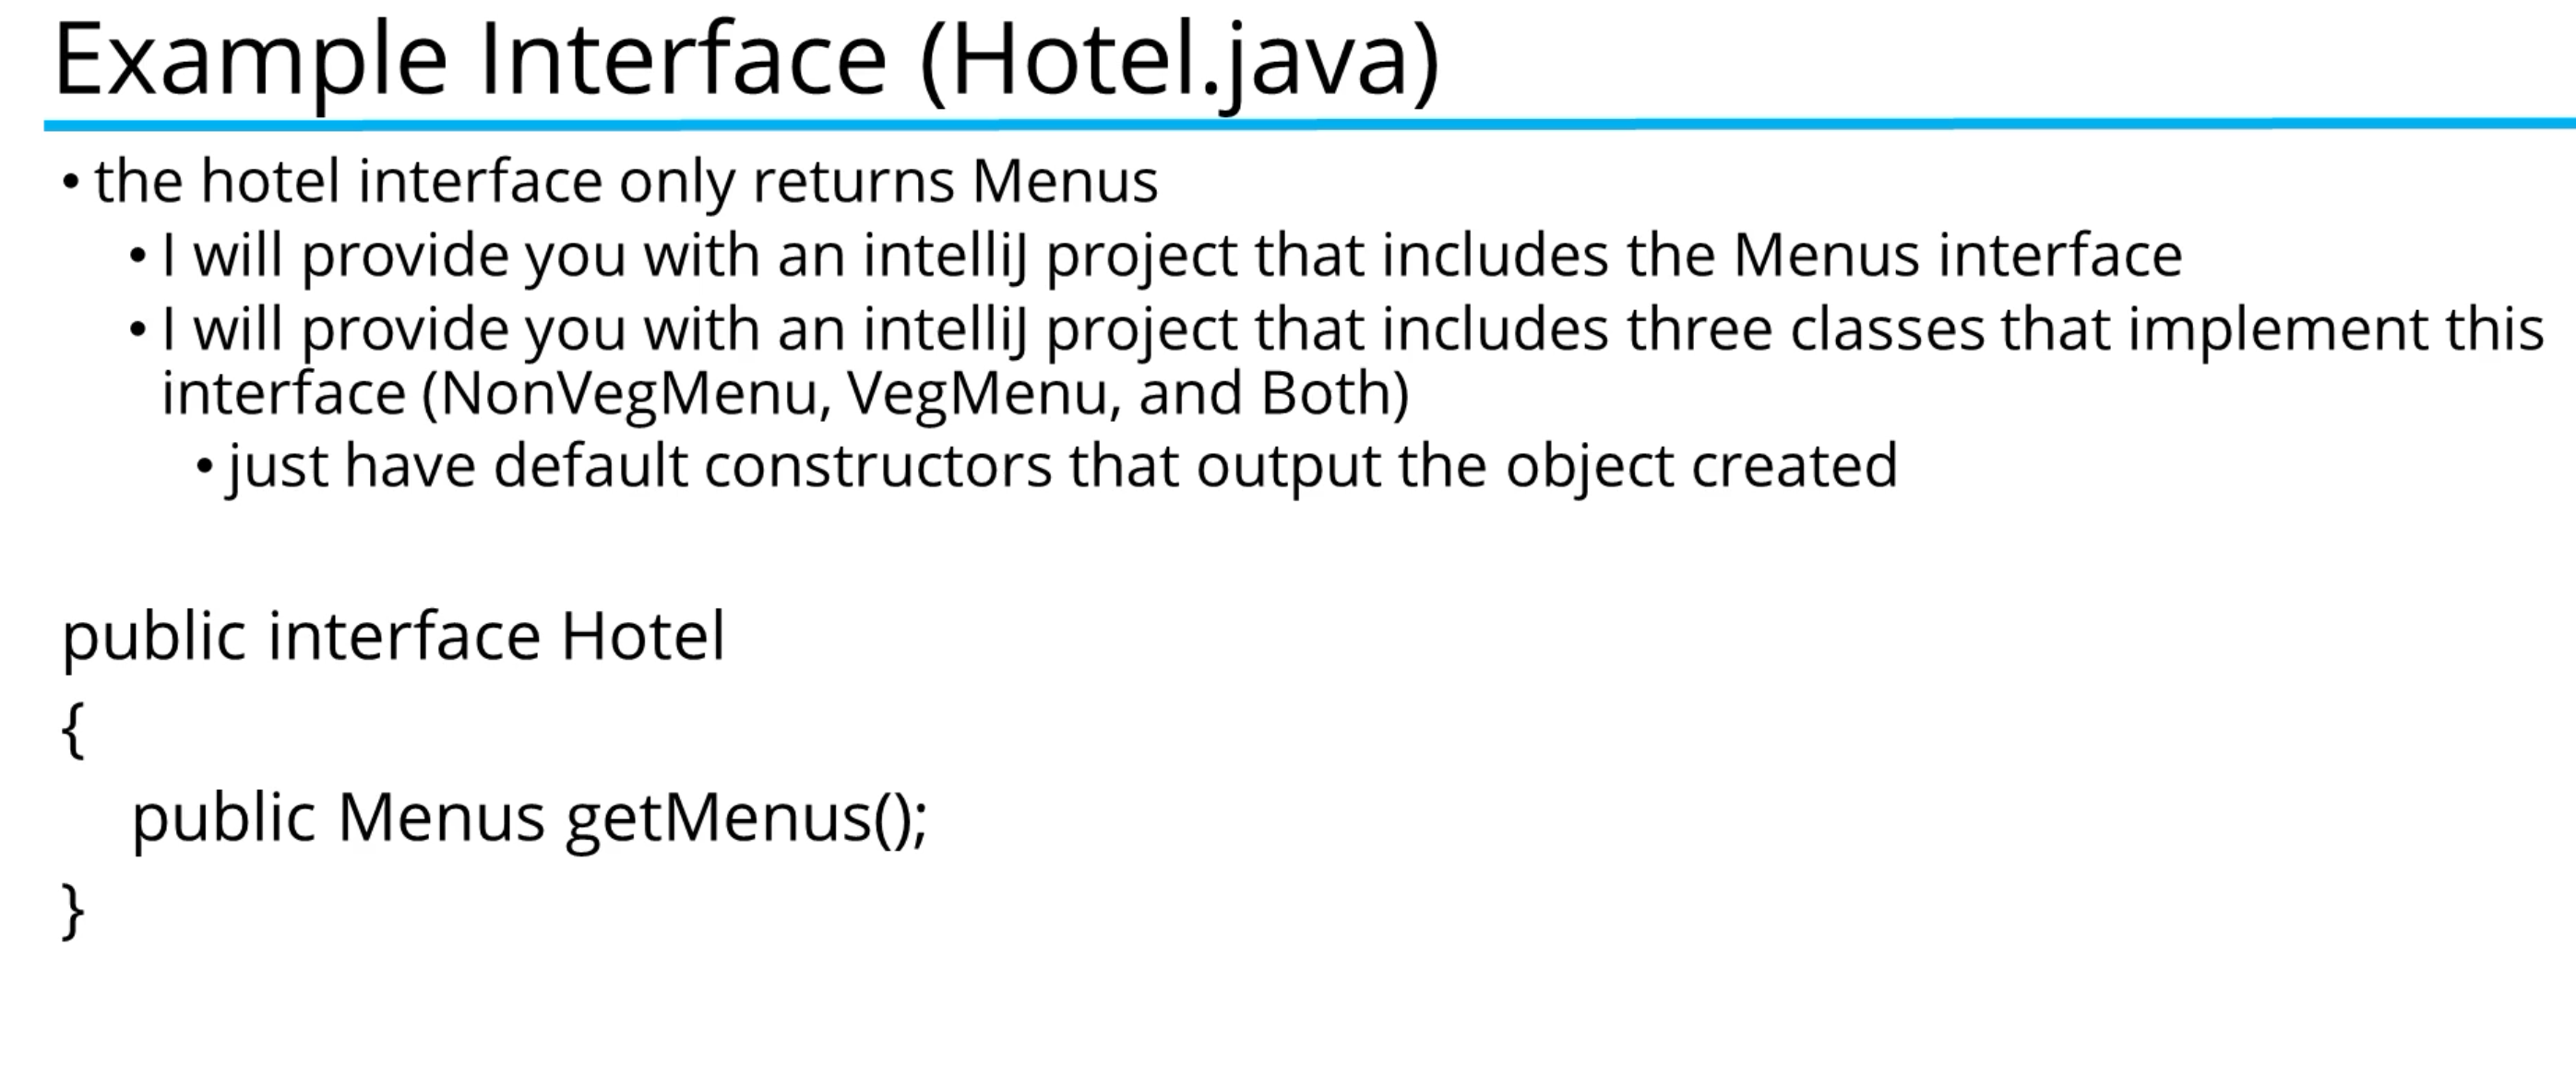 Example Interface (Hotel.java)
• the hotel interface only returns Menus
• I will provide you with an intelliJ project that includes the Menus interface
• I will provide you with an intelliJ project that includes three classes that implement this
interface (NonVegMenu, VegMenu, and Both)
• just have default constructors that output the object created
public interface Hotel
{
public Menus getMenus();
}